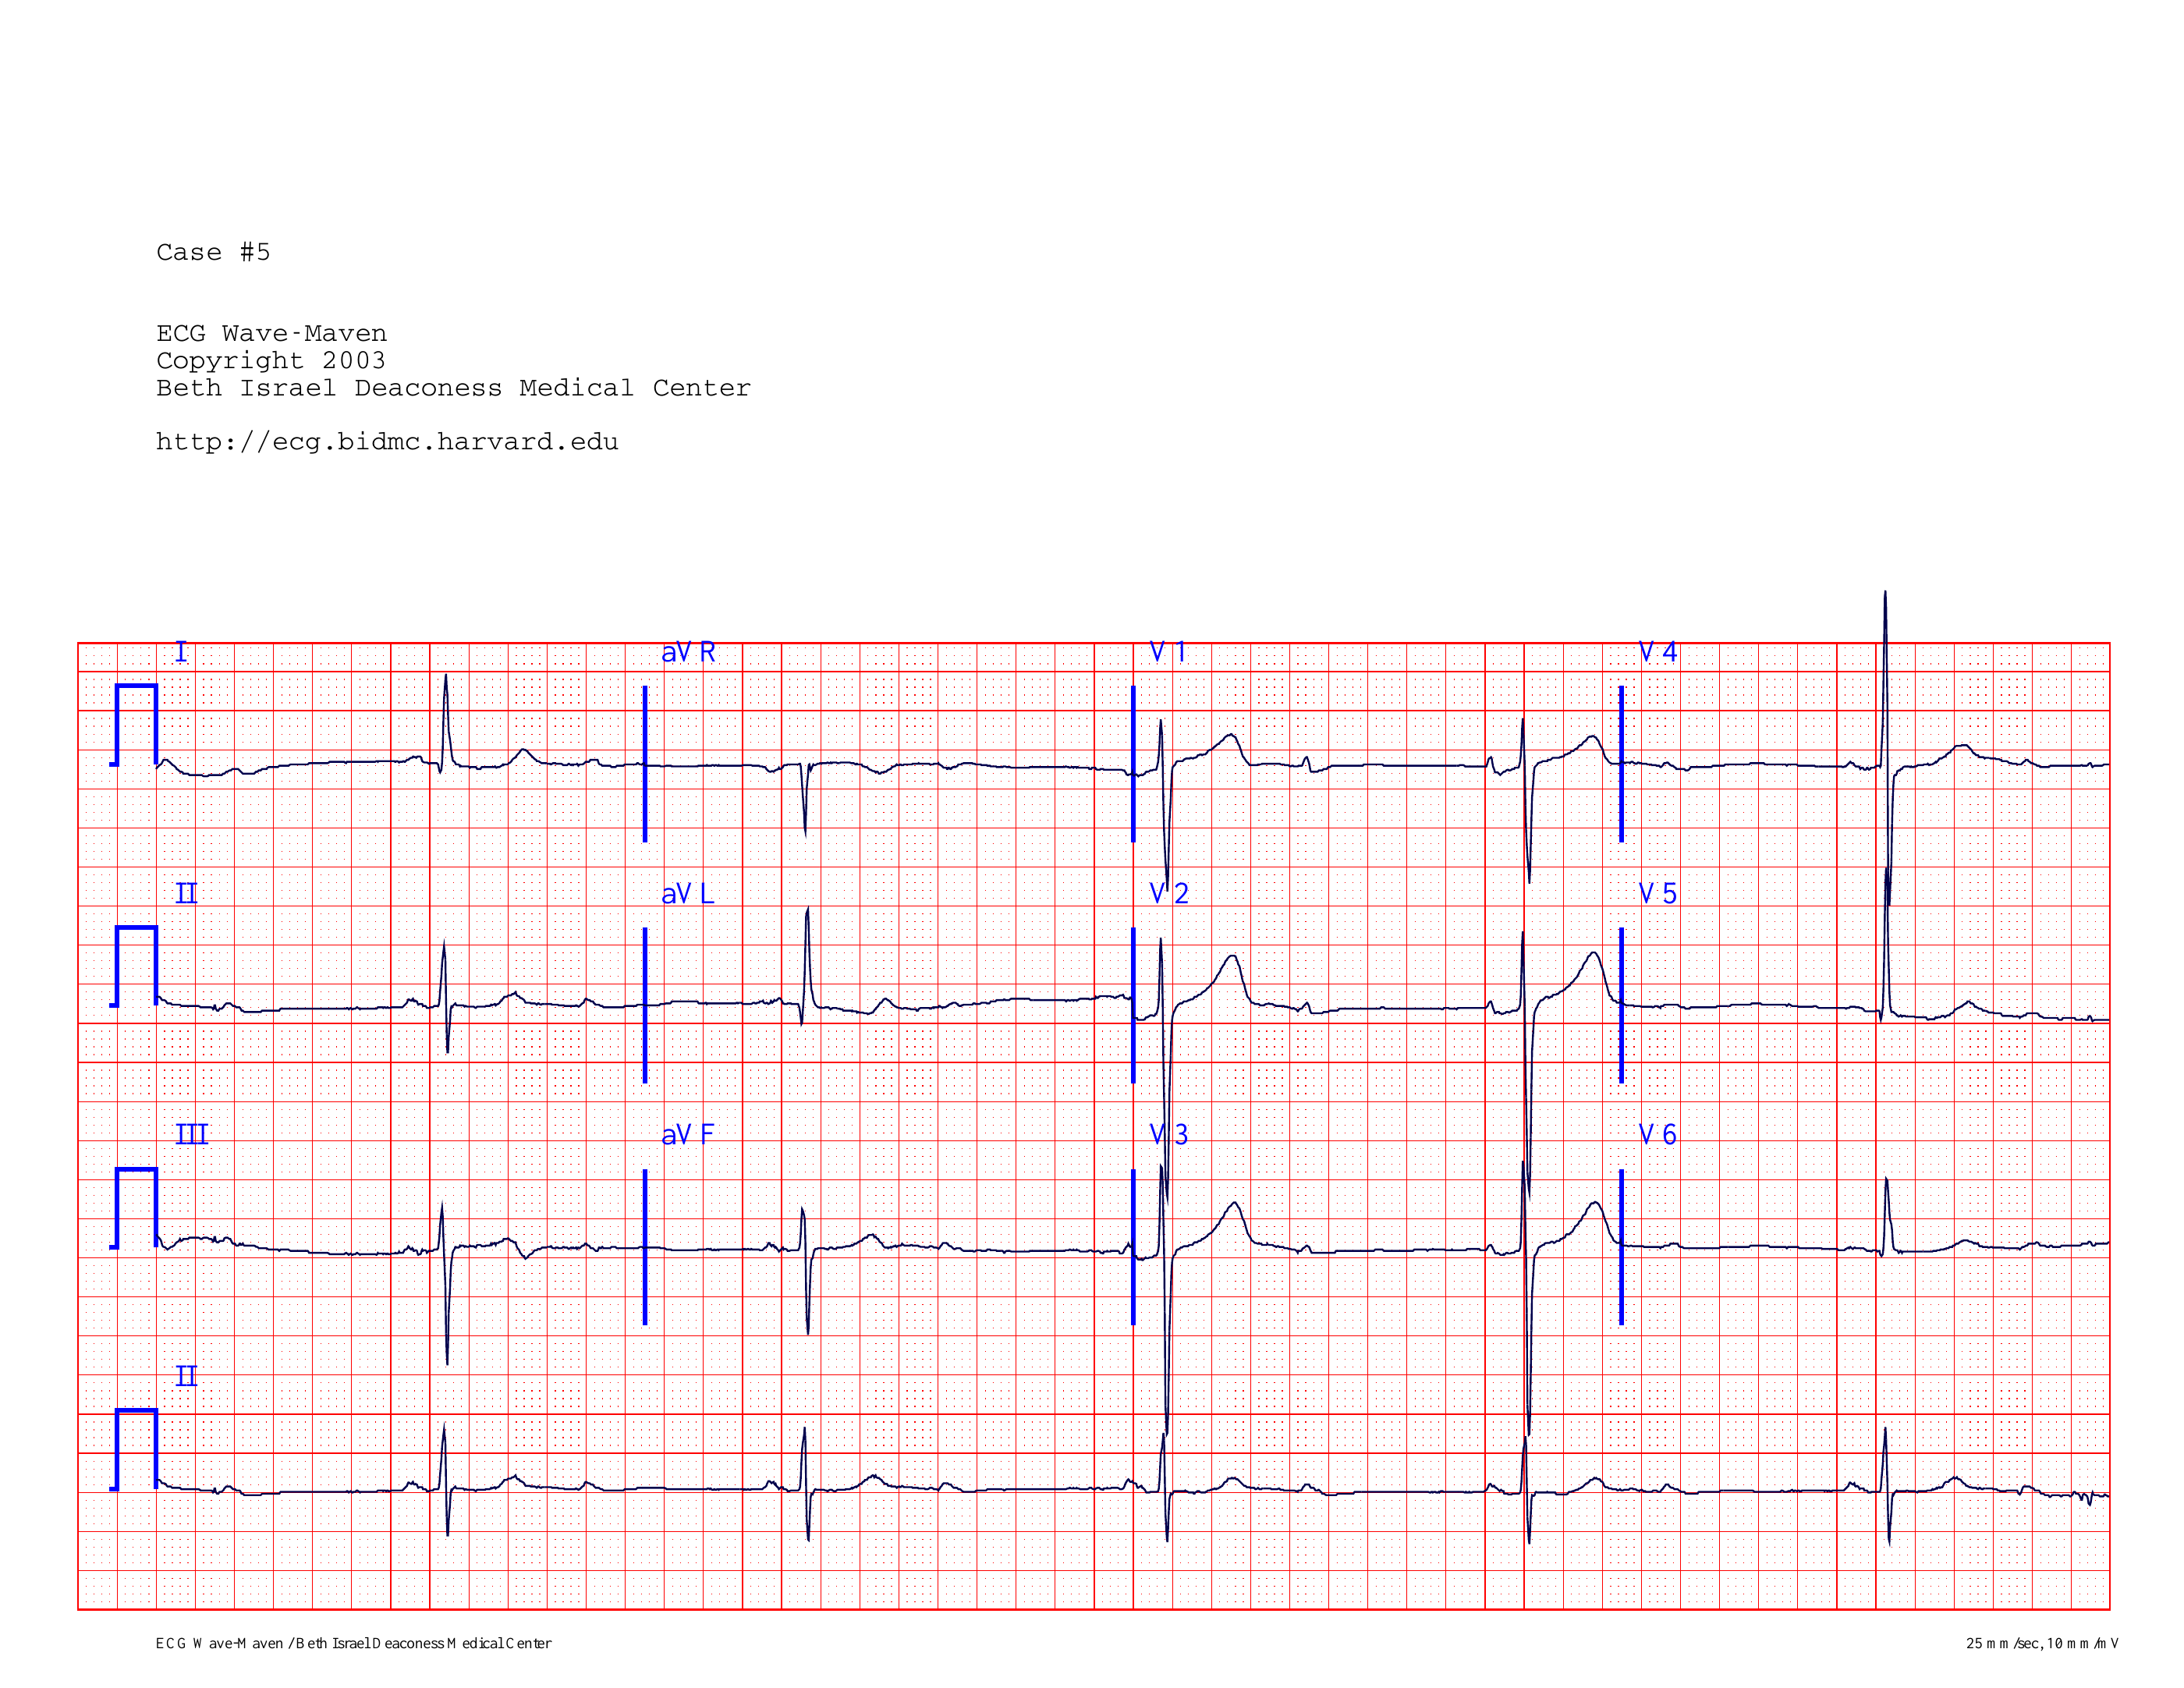 Case #5
ECG Wave-Maven
Copyright 2003
Beth Israel Deaconess Medical Center
http://ecg.bidmc.harvard.edu
I aVR V1 V4
II aVL V2 V5
III aVF V3 V6
II
ECG Wave-Maven / Beth Israel Deaconess Medical Center 25 mm/sec, 10 mm/mV